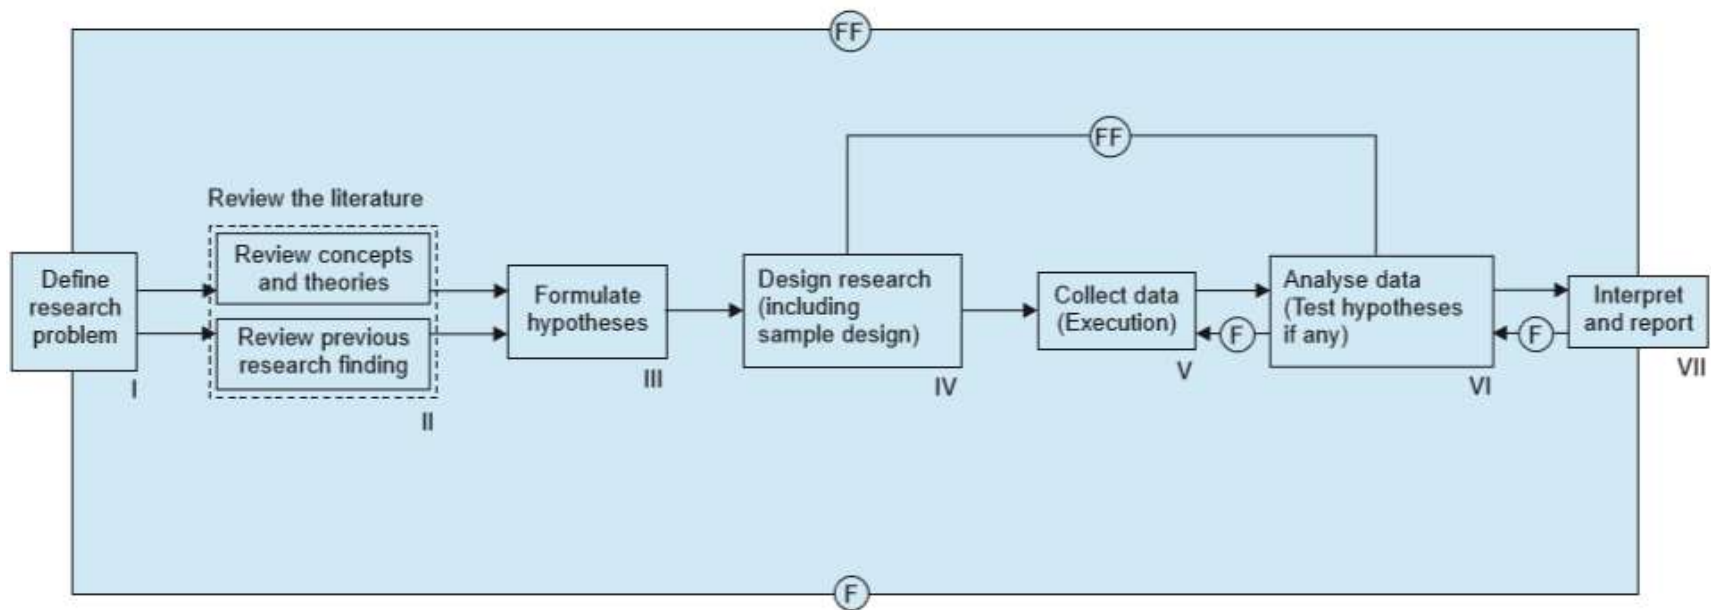 FF
FF
Review the literature
Define
research
problem
I
Review concepts
and theories
Review previous
research finding
II
Formulate
hypotheses
III
Design research
(including
sample design)
IV
Collect data
(Execution)
V
F
Analyse data
(Test hypotheses
if any)
VI
F
Interpret
and report
VII
F